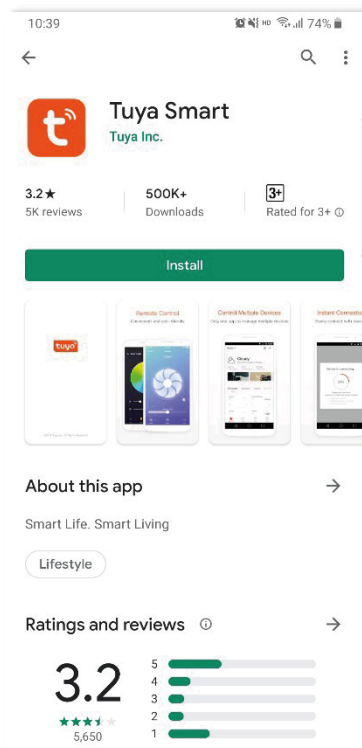 10:39 HD 74%
Tuya Smart
Tuya Inc.
3.2★ 500K+ 3+
5K reviews Downloads Rated for 3+
Install
Remote Control
Control Multiple Devices
Instant Connectio
tuya
About this app
Smart Life. Smart Living
Lifestyle
Ratings and reviews
3.2
5
4
3
2
1
5,650